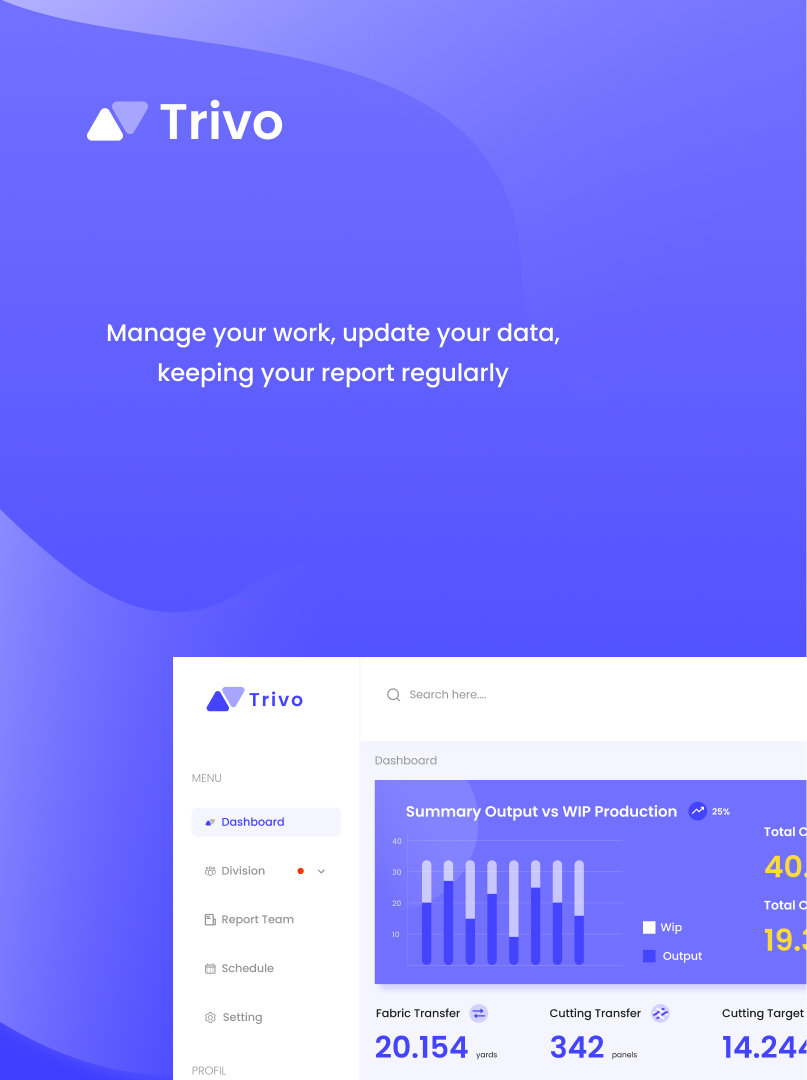 Trivo
Manage your work, update your data,
keeping your report regularly
Trivo
Search here....
MENU
Dashboard
Division
Report Team
Schedule
Setting
PROFIL
Dashboard
Summary Output vs WIP Production
25%
40
30
20
10
Wip
Output
Total C
40.
Total C
19.3
Fabric Transfer
20.154 yards
Cutting Transfer
342 panels
Cutting Target
14.244